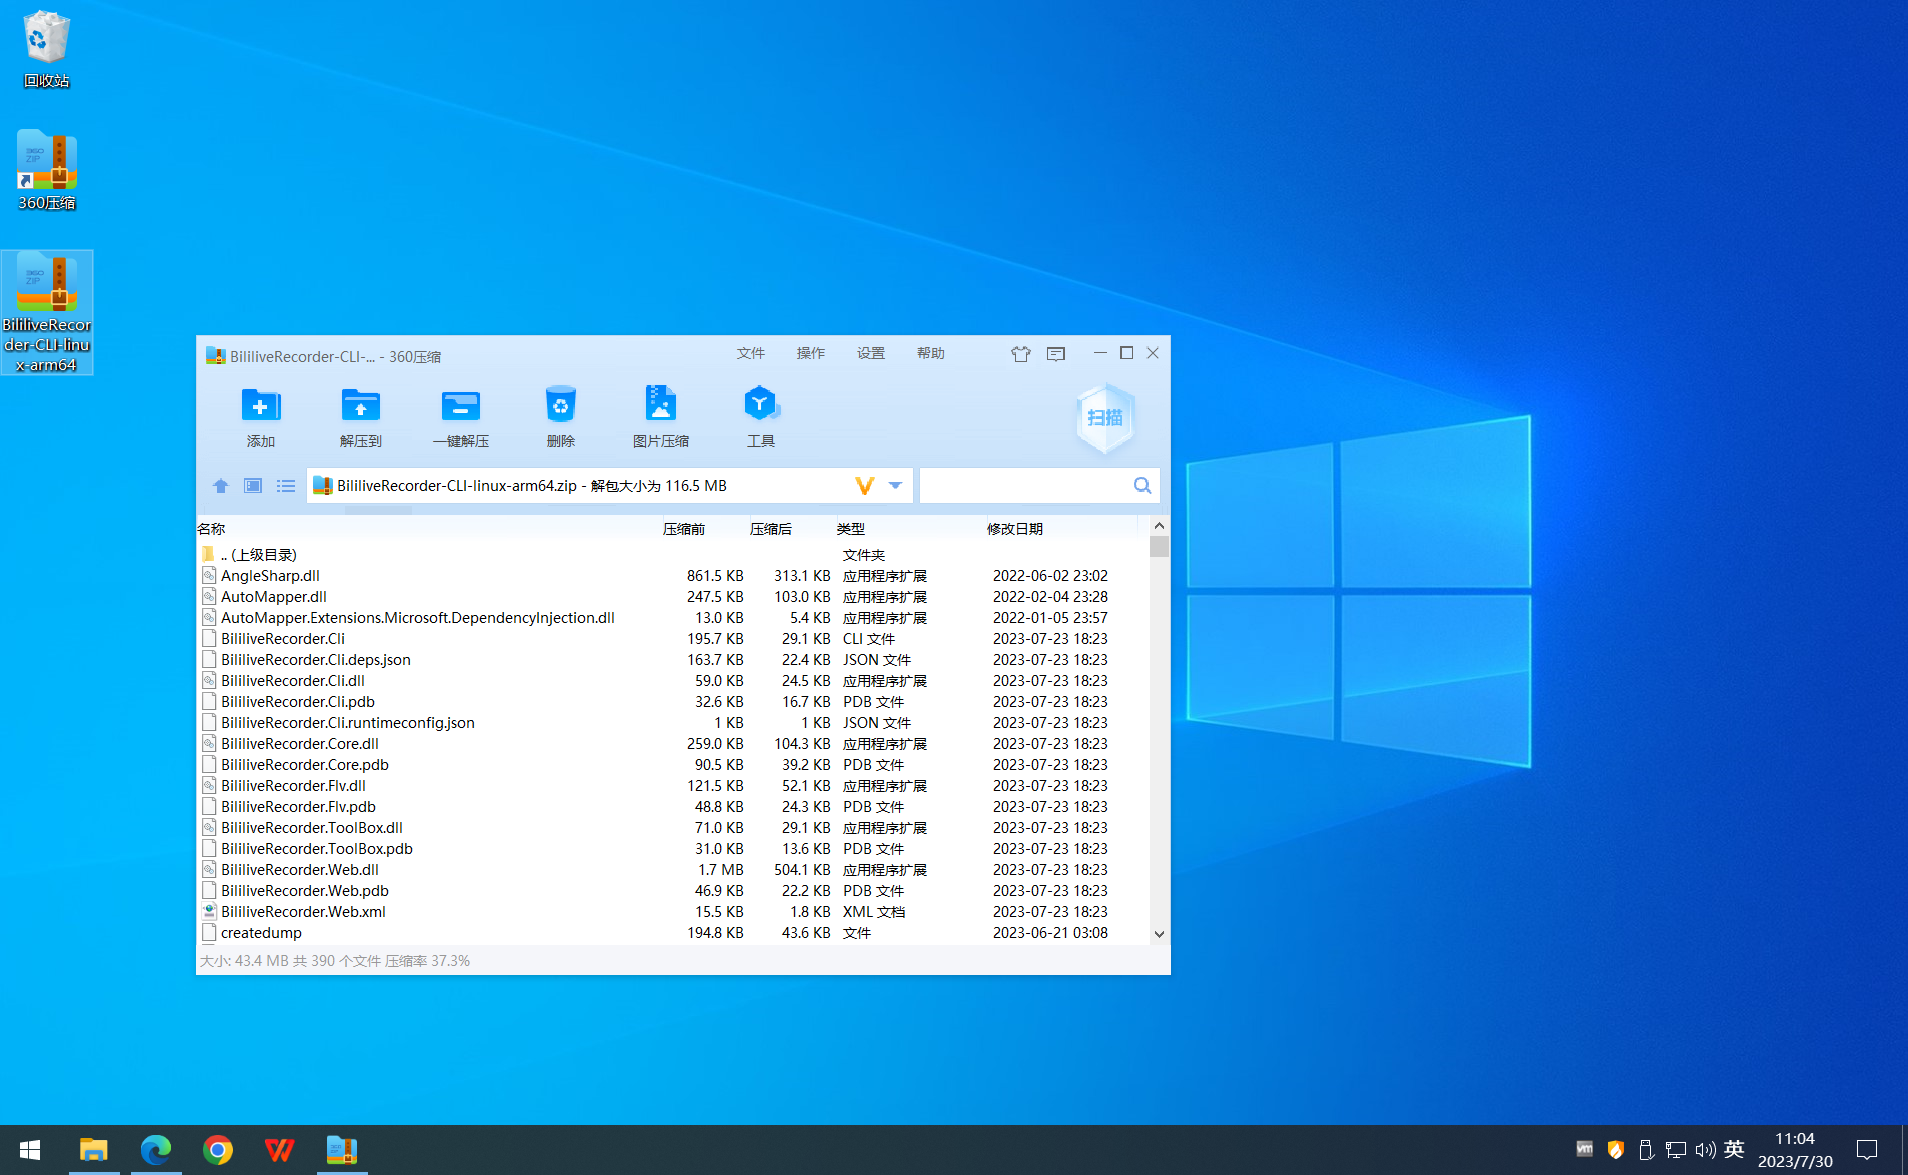 回收站
360压缩
BililiveRecor
der-CLI-linu
x-arm64
BililiveRecorder-CLI-... - 360压缩
文件 操作 设置 帮助
添加 解压到 一键解压 删除 图片压缩 工具
扫描
BililiveRecorder-CLI-linux-arm64.zip - 解包大小为 116.5 MB
名称 压缩前 压缩后 类型 修改日期
.. (上级目录) 文件夹
AngleSharp.dll 861.5 KB 313.1 KB 应用程序扩展 2022-06-02 23:02
AutoMapper.dll 247.5 KB 103.0 KB 应用程序扩展 2022-02-04 23:28
AutoMapper.Extensions.Microsoft.DependencyInjection.dll 13.0 KB 5.4 KB 应用程序扩展 2022-01-05 23:57
BililiveRecorder.Cli 195.7 KB 29.1 KB CLI 文件 2023-07-23 18:23
BililiveRecorder.Cli.deps.json 163.7 KB 22.4 KB JSON 文件 2023-07-23 18:23
BililiveRecorder.Cli.dll 59.0 KB 24.5 KB 应用程序扩展 2023-07-23 18:23
BililiveRecorder.Cli.pdb 32.6 KB 16.7 KB PDB 文件 2023-07-23 18:23
BililiveRecorder.Cli.runtimeconfig.json 1 KB 1 KB JSON 文件 2023-07-23 18:23
BililiveRecorder.Core.dll 259.0 KB 104.3 KB 应用程序扩展 2023-07-23 18:23
BililiveRecorder.Core.pdb 90.5 KB 39.2 KB PDB 文件 2023-07-23 18:23
BililiveRecorder.Flv.dll 121.5 KB 52.1 KB 应用程序扩展 2023-07-23 18:23
BililiveRecorder.Flv.pdb 48.8 KB 24.3 KB PDB 文件 2023-07-23 18:23
BililiveRecorder.ToolBox.dll 71.0 KB 29.1 KB 应用程序扩展 2023-07-23 18:23
BililiveRecorder.ToolBox.pdb 31.0 KB 13.6 KB PDB 文件 2023-07-23 18:23
BililiveRecorder.Web.dll 1.7 MB 504.1 KB 应用程序扩展 2023-07-23 18:23
BililiveRecorder.Web.pdb 46.9 KB 22.2 KB PDB 文件 2023-07-23 18:23
BililiveRecorder.Web.xml 15.5 KB 1.8 KB XML 文档 2023-07-23 18:23
createdump 194.8 KB 43.6 KB 文件 2023-06-21 03:08
大小: 43.4 MB 共 390 个文件 压缩率 37.3%
英 11:04
2023/7/30